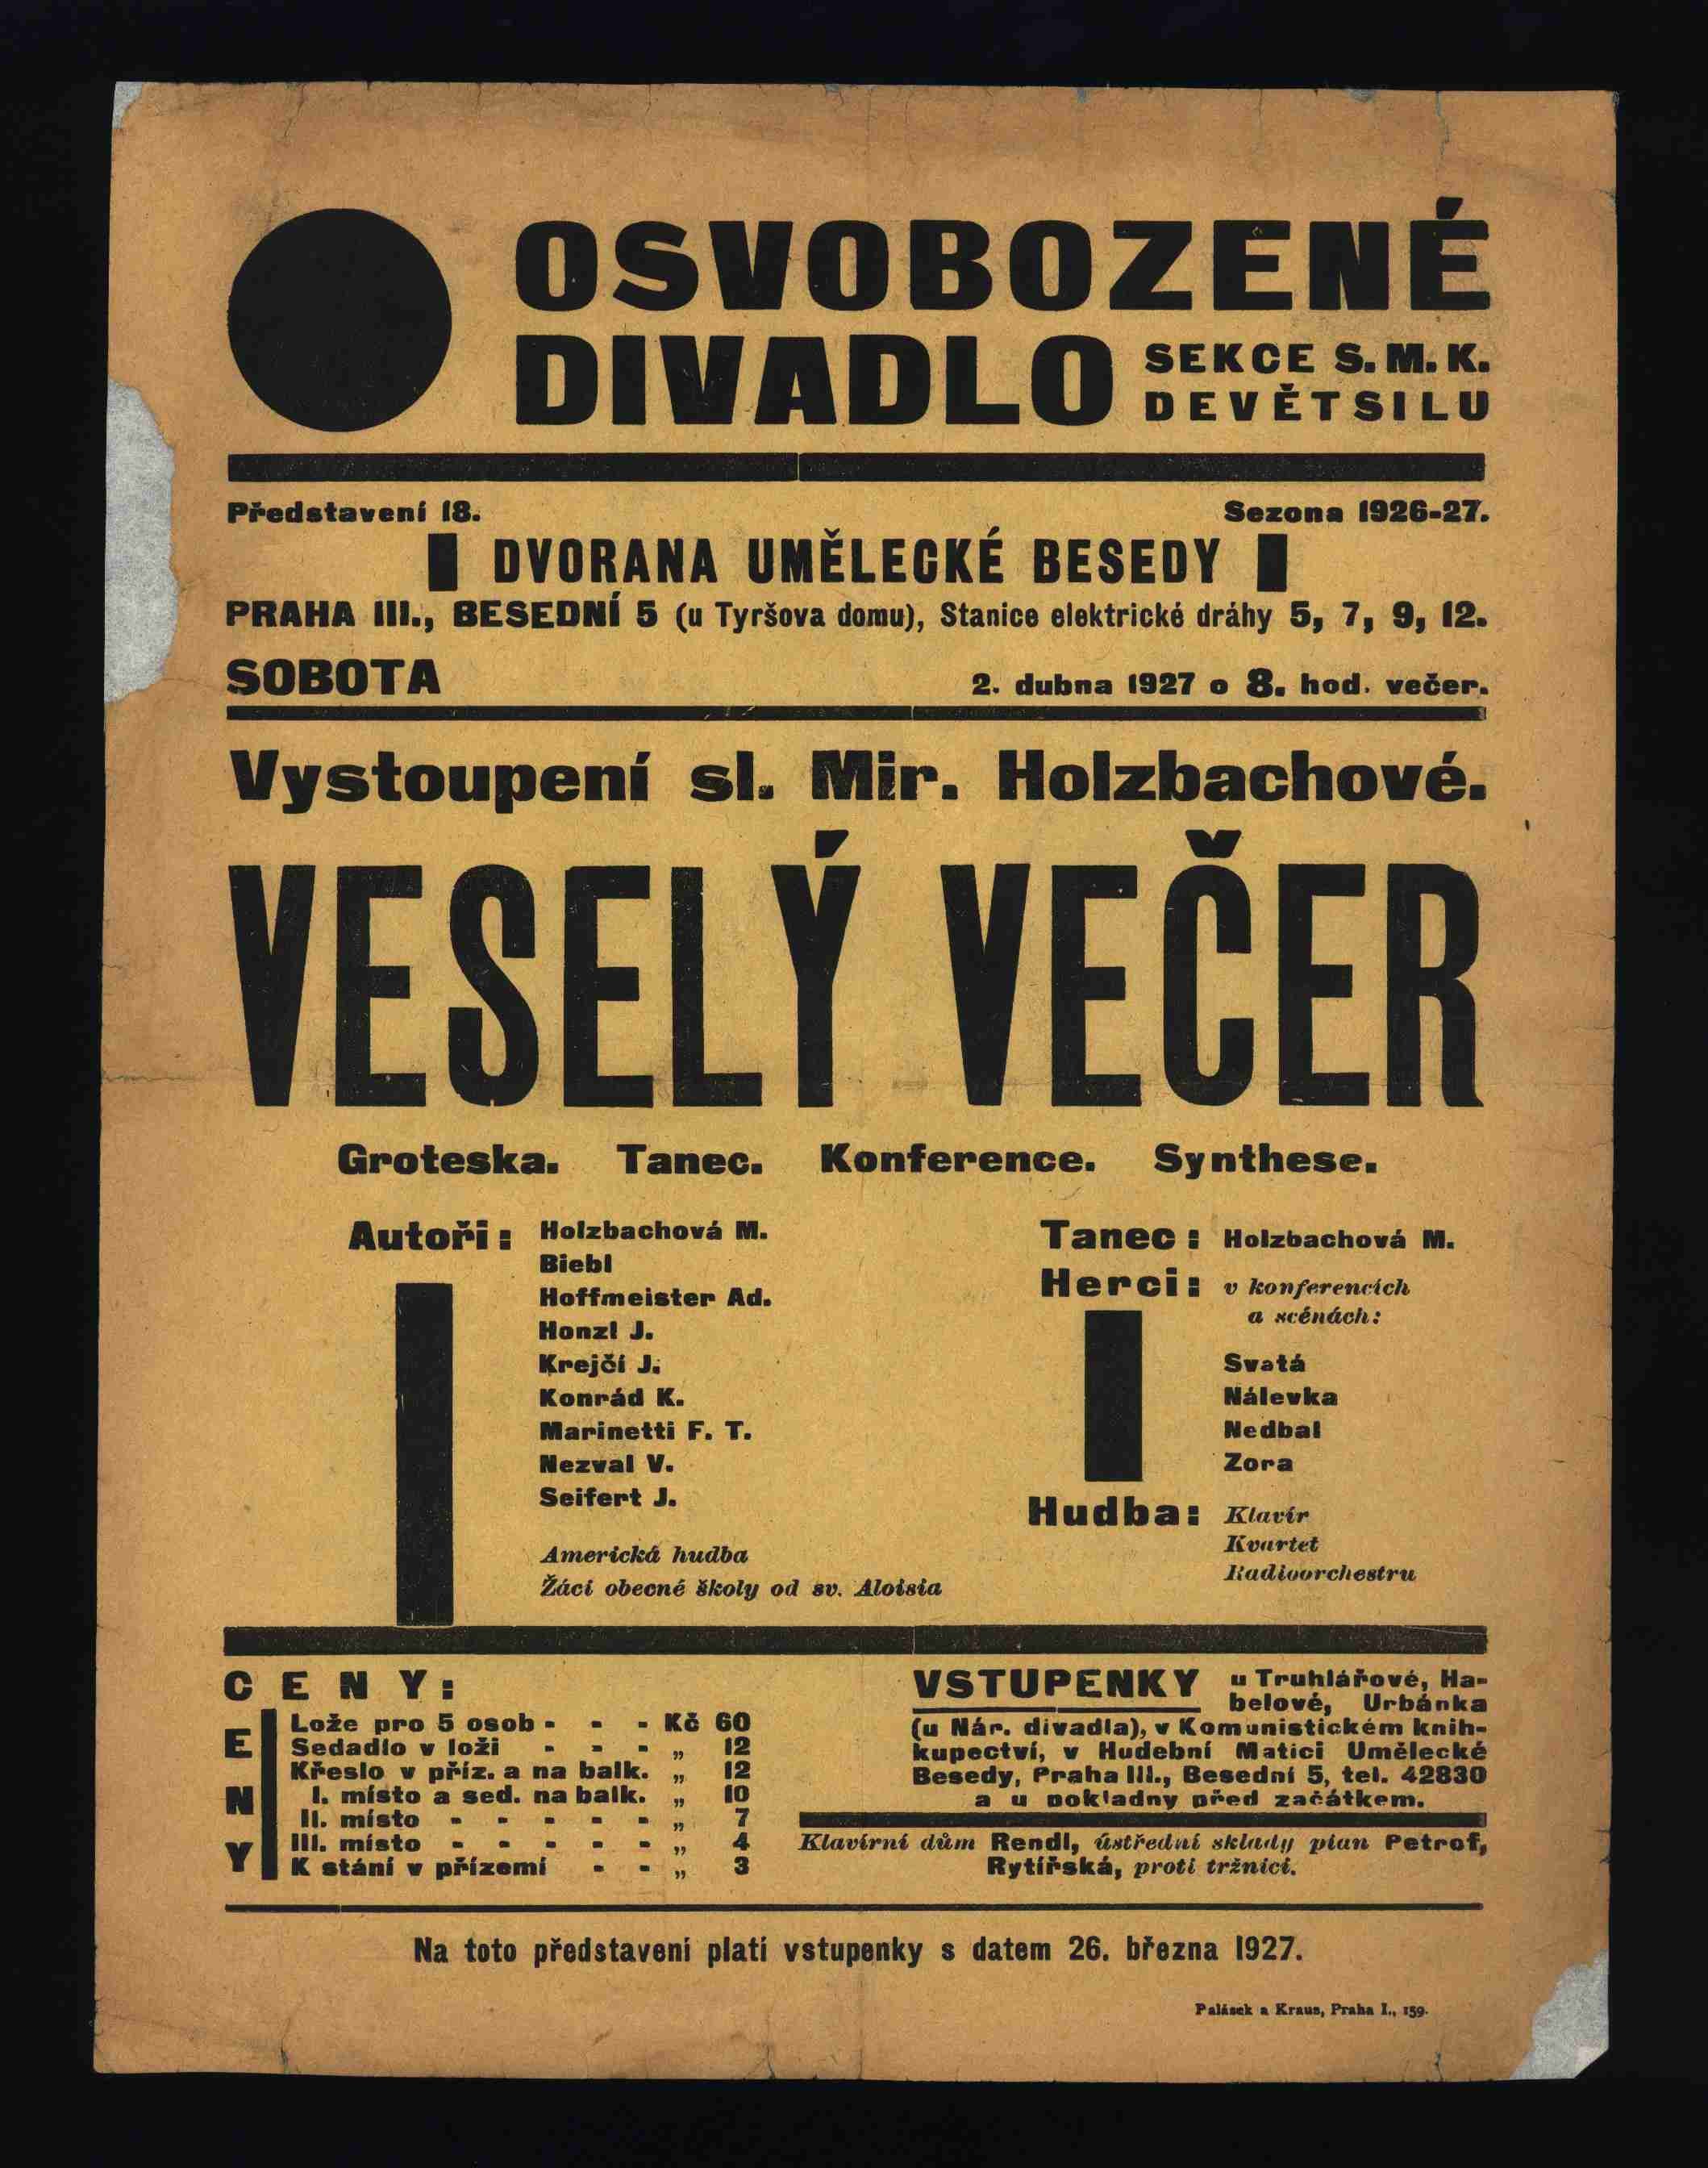 OSVOBOZENÉ
DIVADLO SEKCE S. M. K.
DEVĚTSILU
Představení 18. Sezona 1926-27.
DVORANA UMĚLECKÉ BESEDY
PRAHA III., BESEDNÍ 5 (u Tyršova domu), Stanice elektrické dráhy 5, 7, 9, 12.
SOBOTA 2. dubna 1927 o 8. hod. večer.
Vystoupení sl. Mir. Holzbachové.
VESELÝ VEČER
Groteska. Tanec. Konference. Synthese.
Autoři: Holzbachová M.
Biebl
Hoffmeister Ad.
Honzl J.
Krejčí J.
Konrád K.
Marinetti F. T.
Nezval V.
Seifert J.
Americká hudba
Žáci obecné školy od sv. Aloisia
Tanec: Holzbachová M.
Herci: v konferencích
a scénách:
Svatá
Nálevka
Nedbal
Zora
Hudba: Klavír
Kvartet
Radioorchestru
CENY:
CENY
Lože pro 5 osob - - - Kč 60
Sedadlo v loži - - - „ 12
Křeslo v příz. a na balk. „ 12
I. místo a sed. na balk. „ 10
II. místo - - - - - „ 7
III. místo - - - - - „ 4
K stání v přízemí - - „ 3
VSTUPENKY u Truhlářové, Ha-
belové, Urbánka
(u Nár. divadla), v Komunistickém knih-
kupectví, v Hudební Matici Umělecké
Besedy, Praha III., Besední 5, tel. 42830
a u pokladny před začátkem.
Klavírní dům Rendl, ústřední sklady pian Petrof,
Rytířská, proti tržnici.
Na toto představení platí vstupenky s datem 26. března 1927.
Palásek a Kraus, Praha I., 159.